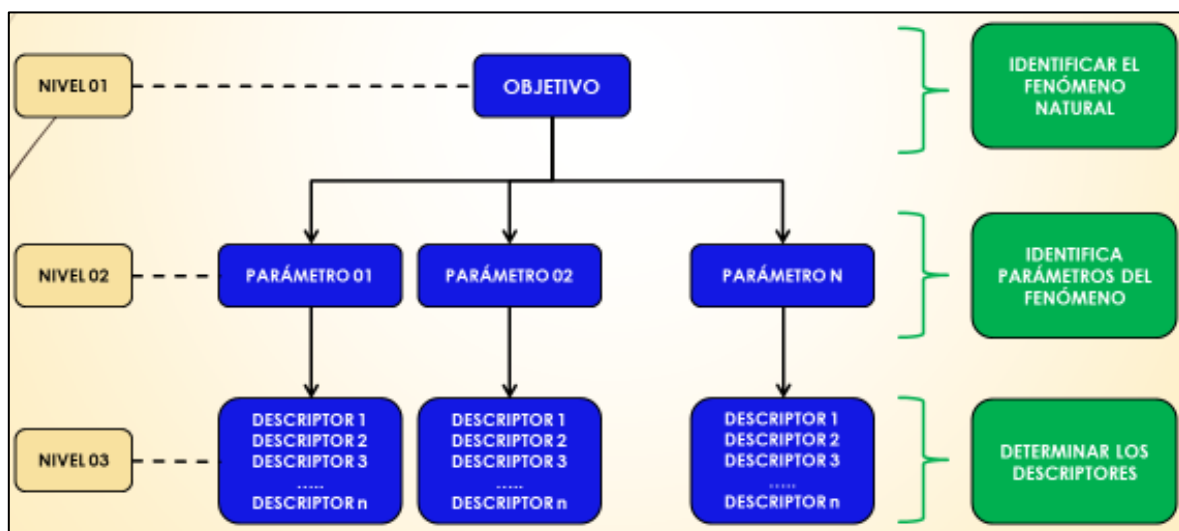 NIVEL 01
OBJETIVO
IDENTIFICAR EL
FENÓMENO
NATURAL
NIVEL 02
PARÁMETRO 01
PARÁMETRO 02
PARÁMETRO N
IDENTIFICA
PARÁMETROS DEL
FENÓMENO
NIVEL 03
DESCRIPTOR 1
DESCRIPTOR 2
DESCRIPTOR 3
.....
DESCRIPTOR n
DESCRIPTOR 1
DESCRIPTOR 2
DESCRIPTOR 3
.....
DESCRIPTOR n
DESCRIPTOR 1
DESCRIPTOR 2
DESCRIPTOR 3
.....
DESCRIPTOR n
DETERMINAR LOS
DESCRIPTORES